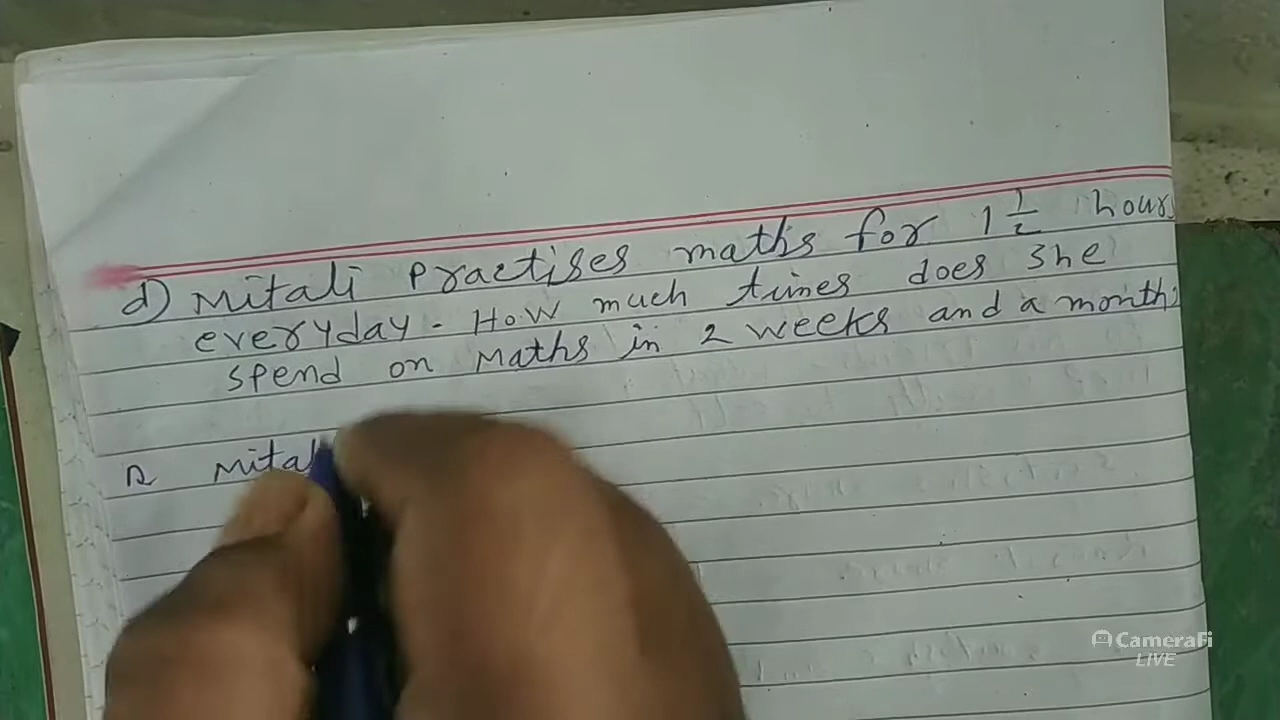 d) Mitali Practises maths for 1 1/2 hours
everyday. How much times does she
spend on Maths in 2 weeks and a month
Mital
CameraFi
LIVE